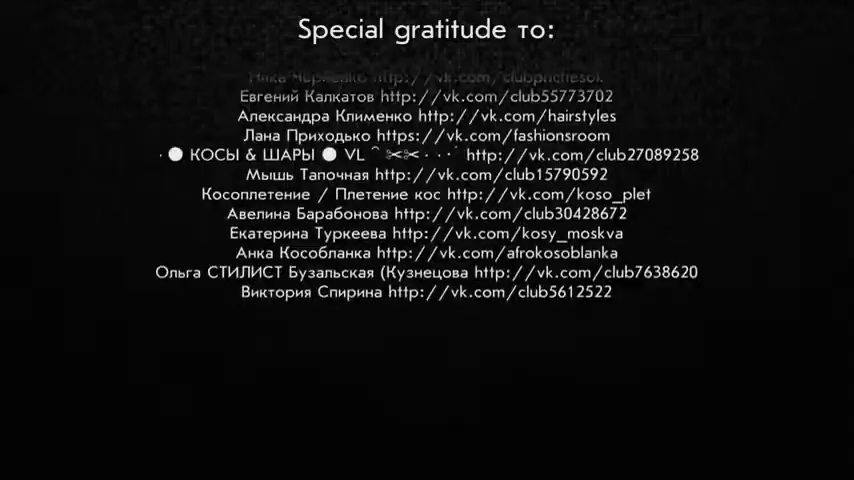 Special gratitude to:
Евгений Калкатов http://vk.com/club55773702
Александра Клименко http://vk.com/hairstyles
Лана Приходько https://vk.com/fashionsroom
· ● КОСЫ & ШАРЫ ● VL ⌒ ✂✂ · · ·˙ http://vk.com/club27089258
Мышь Тапочная http://vk.com/club15790592
Косоплетение / Плетение кос http://vk.com/koso_plet
Авелина Барабонова http://vk.com/club30428672
Екатерина Туркеева http://vk.com/kosy_moskva
Анка Кособланка http://vk.com/afrokosoblanka
Ольга СТИЛИСТ Бузальская (Кузнецова http://vk.com/club7638620
Виктория Спирина http://vk.com/club5612522